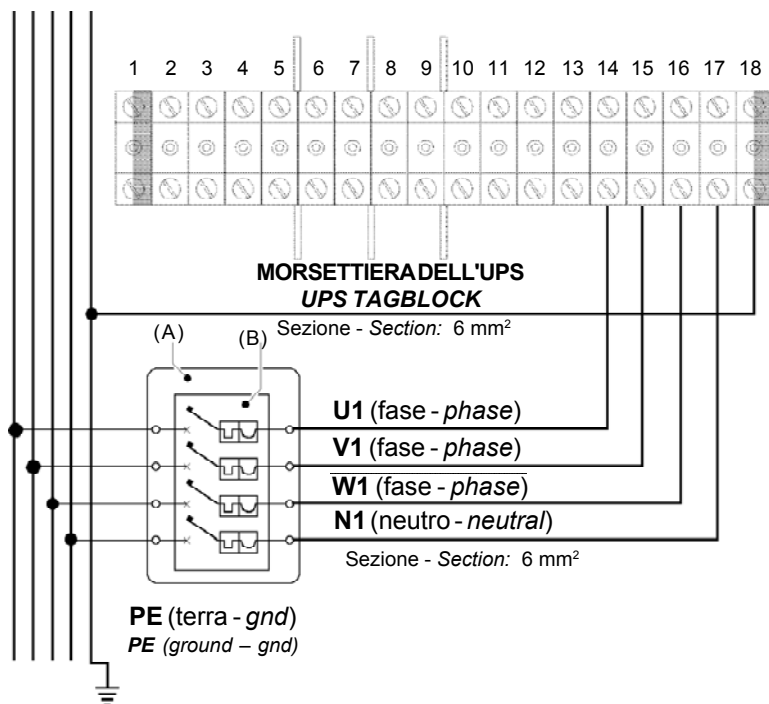 1 2 3 4 5 6 7 8 9 10 11 12 13 14 15 16 17 18
MORSETTIERA DELL'UPS
UPS TAGBLOCK
Sezione - Section: 6 mm²
(A) (B)
U1 (fase - phase)
V1 (fase - phase)
W1 (fase - phase)
N1 (neutro - neutral)
Sezione - Section: 6 mm²
PE (terra - gnd)
PE (ground – gnd)